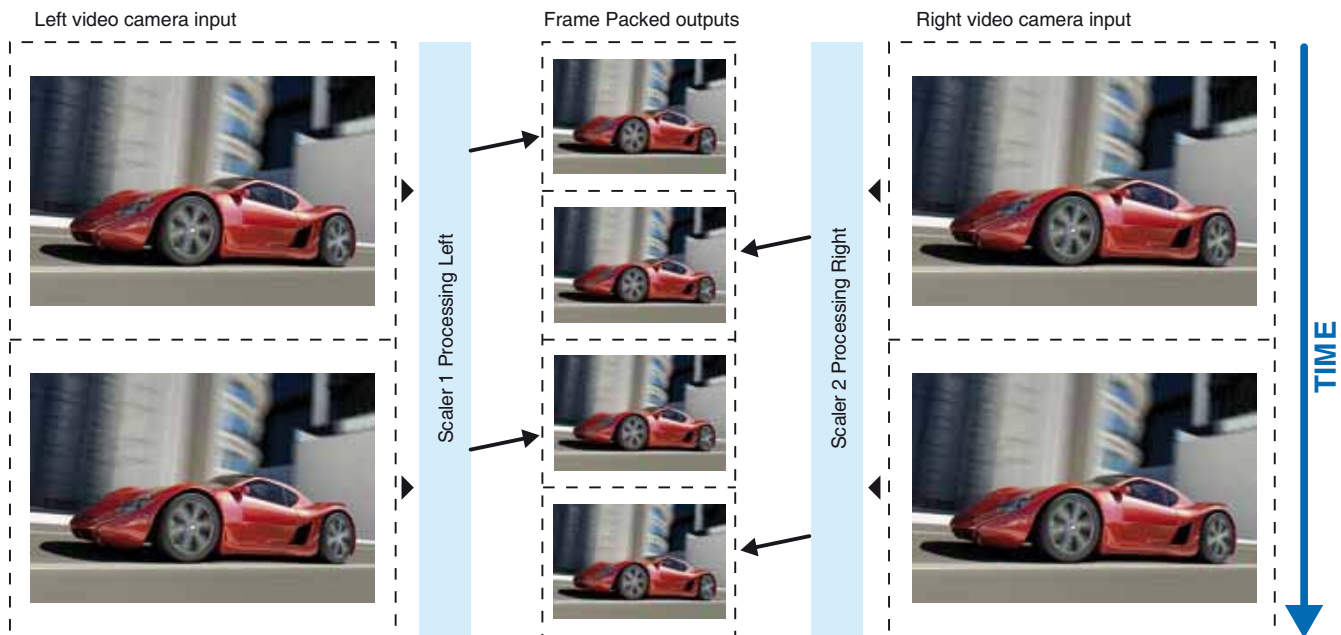 Left video camera input
Frame Packed outputs
Right video camera input
Scaler 1 Processing Left
Scaler 2 Processing Right
TIME